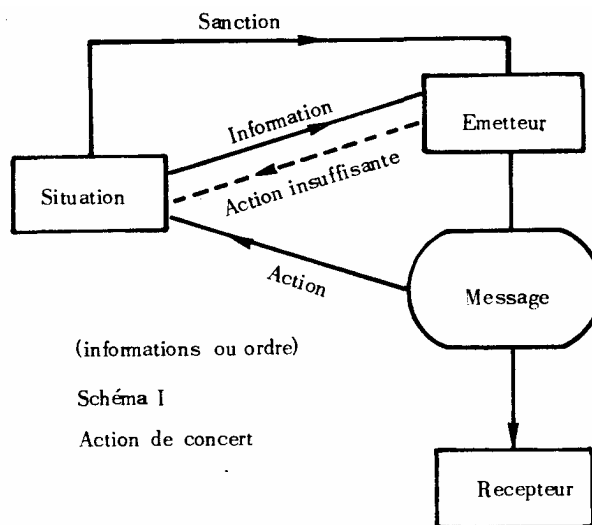 Sanction
Information
Emetteur
Situation
Action insuffisante
Action
Message
(informations ou ordre)
Schéma I
Action de concert
Recepteur